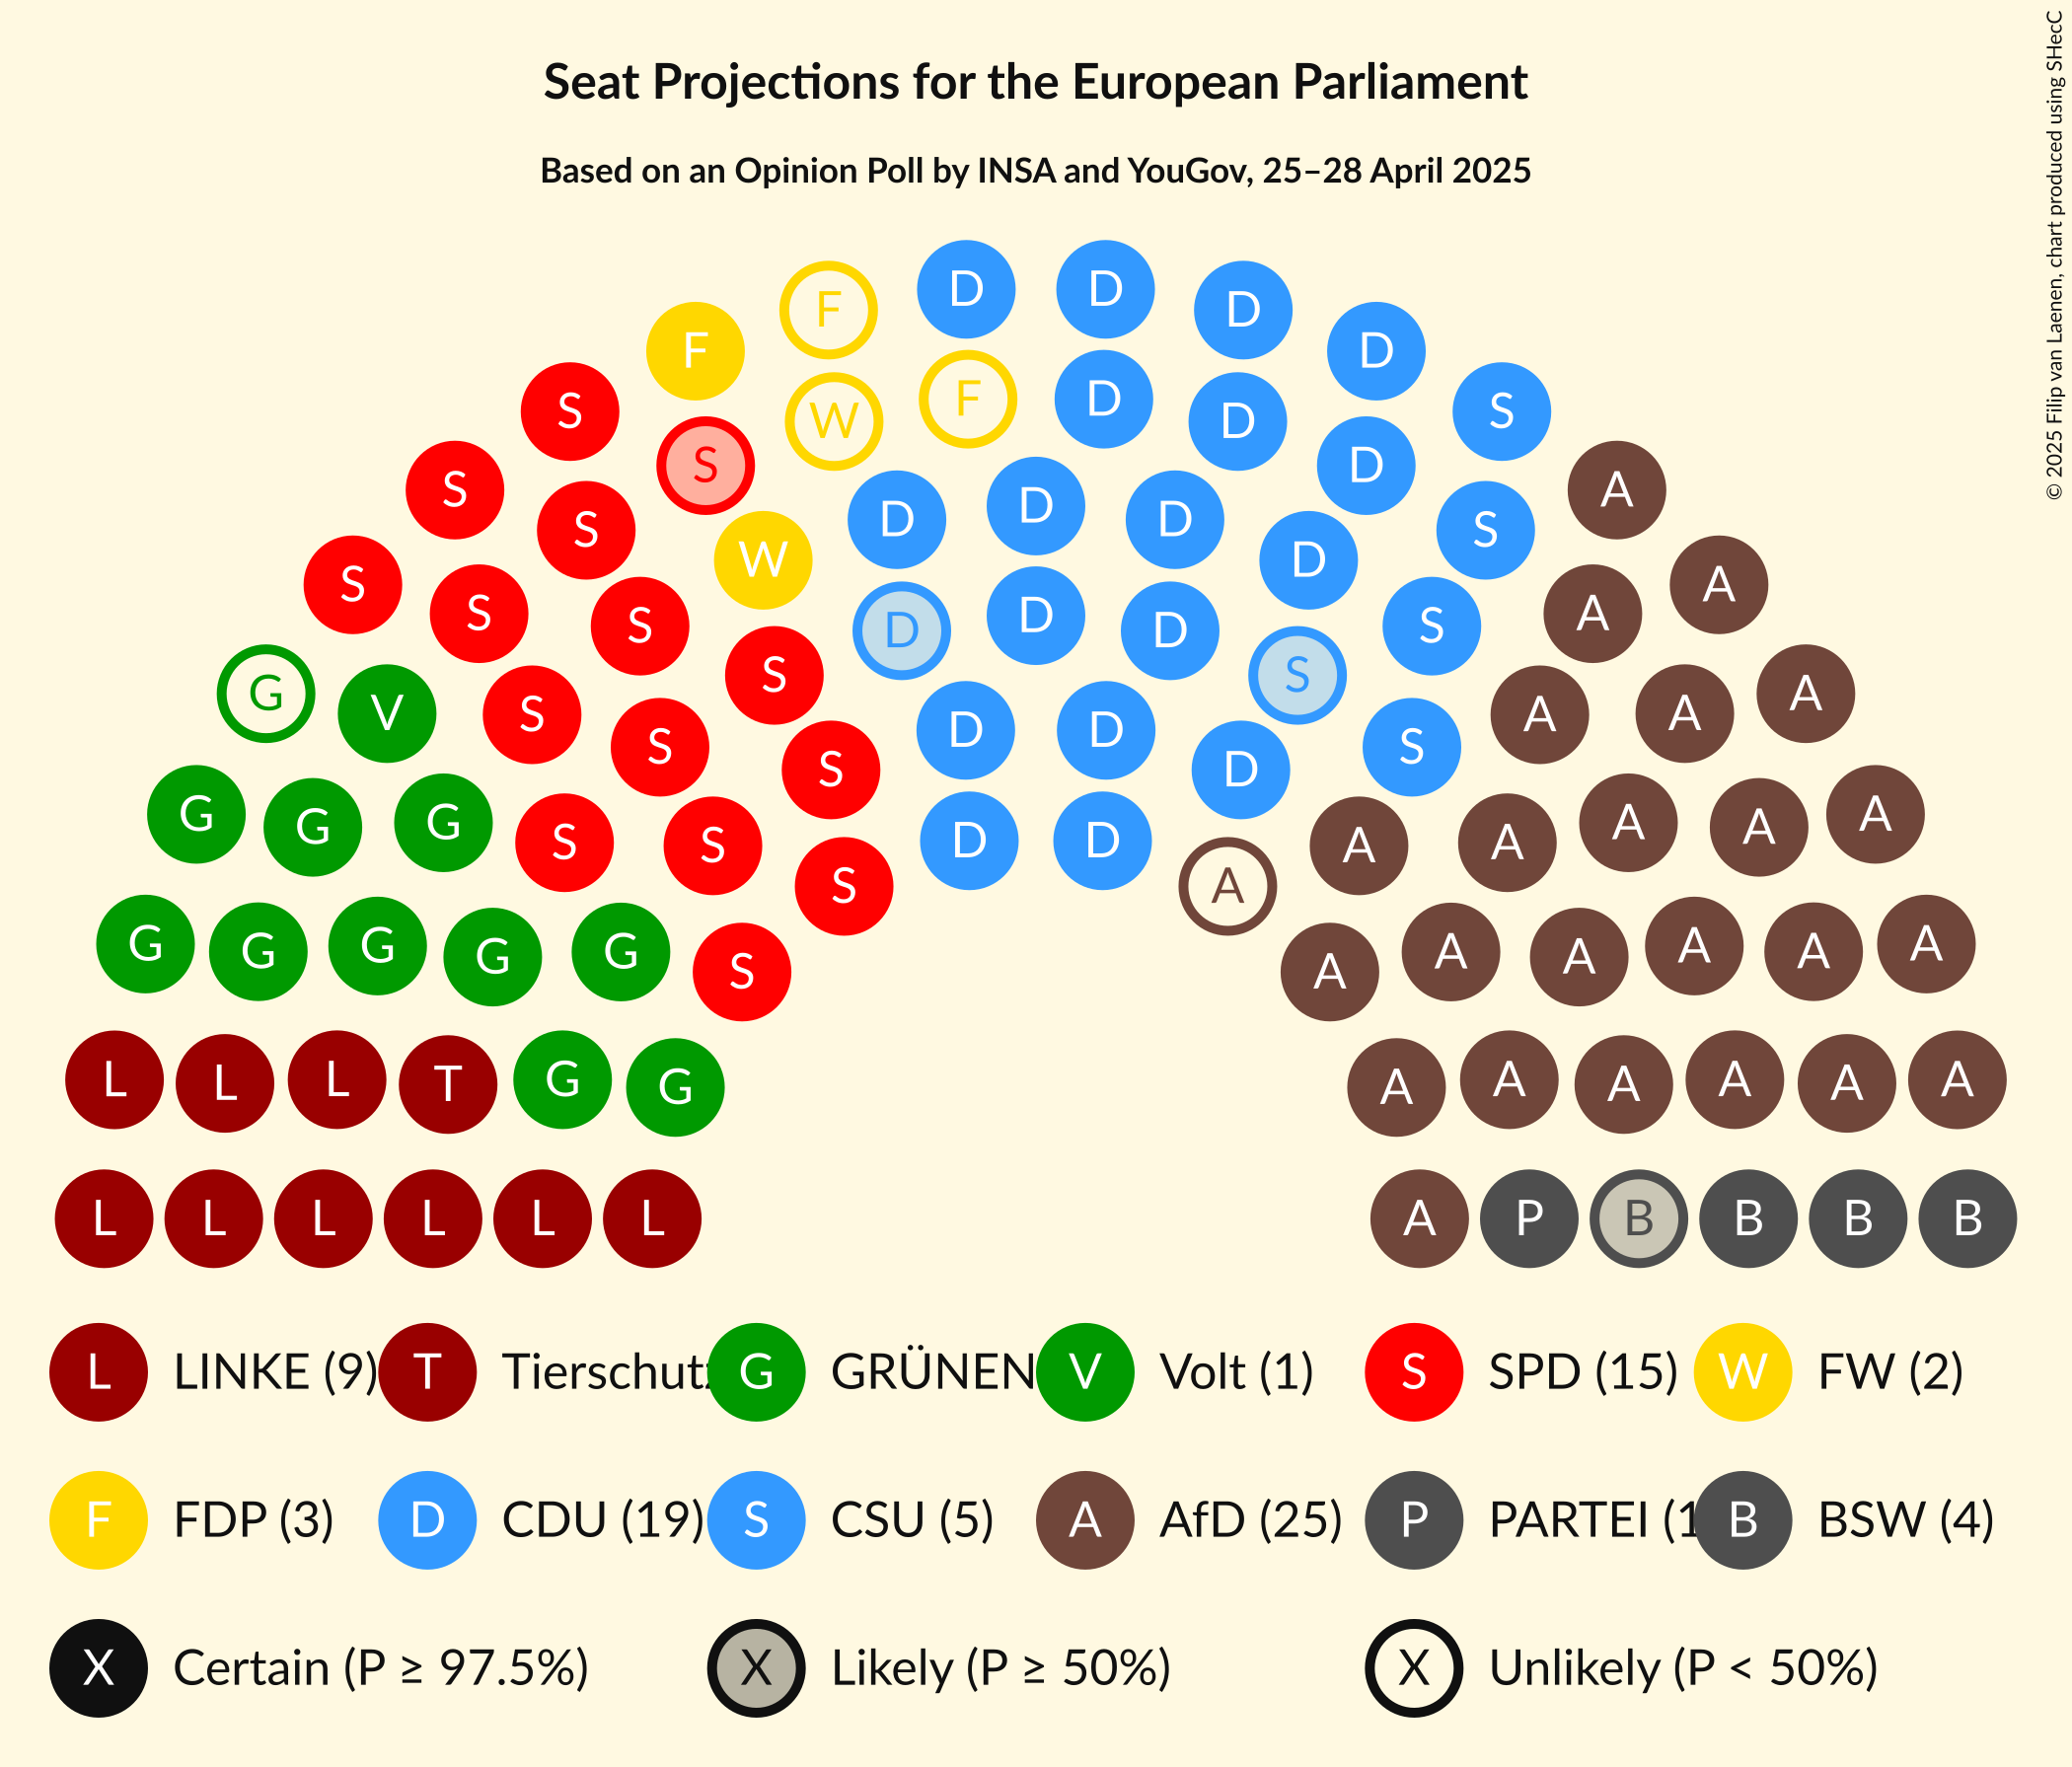 Seat Projections for the European Parliament
Based on an Opinion Poll by INSA and YouGov, 25–28 April 2025
© 2025 Filip van Laenen, chart produced using SHecC
F D D D
F D
S W F D D S
S S D A
S S D D D S A
S S W D D S A
S S D D D S A
G V S S A A A
S S D D D S A
G G G S S D D A A A A A
S A
G G G G G S A A A A A A
L L L T G G A A A A A A
L L L L L L A P B B B B
L LINKE (9) T Tierschutz G GRÜNEN V Volt (1) S SPD (15) W FW (2)
F FDP (3) D CDU (19) S CSU (5) A AfD (25) P PARTEI (1 B BSW (4)
X Certain (P ≥ 97.5%) X Likely (P ≥ 50%) X Unlikely (P < 50%)